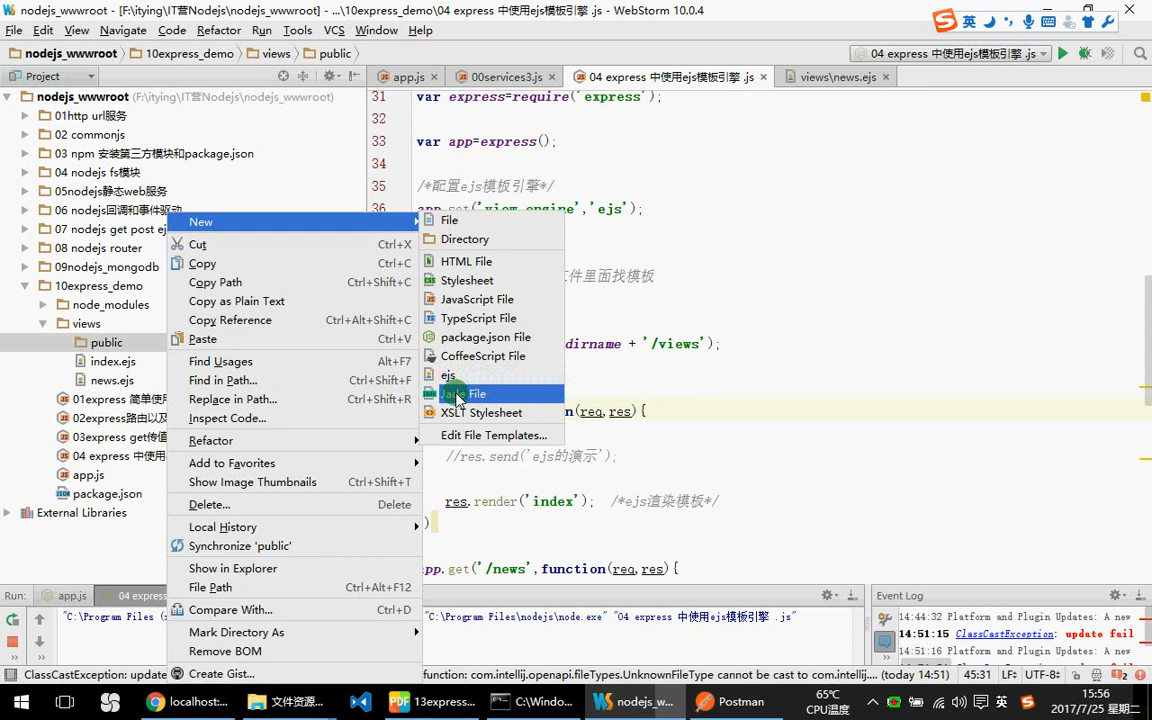 nodejs_wwwroot - [F:\itying\IT营Nodejs\nodejs_wwwroot] - ...\10express_demo\04 express 中使用ejs模板引擎 .js - WebStorm 10.0.4
File Edit View Navigate Code Refactor Run Tools VCS Window Help
英
nodejs_wwwroot 10express_demo views public
04 express 中使用ejs模板引擎 .js
Project
app.js 00services3.js 04 express 中使用ejs模板引擎 .js views\news.ejs
nodejs_wwwroot (F:\itying\IT营Nodejs\nodejs_wwwroot)
01http url服务
02 commonjs
03 npm 安装第三方模块和package.json
04 nodejs fs模块
05nodejs静态web服务
06 nodejs回调和事件驱动
07 nodejs get post ej
08 nodejs router
09nodejs_mongodb
10express_demo
node_modules
views
public
index.ejs
news.ejs
01express 简单使用
02express路由以及
03express get传值
04 express 中使用
app.js
package.json
External Libraries
New
Cut Ctrl+X
Copy Ctrl+C
Copy Path Ctrl+Shift+C
Copy as Plain Text
Copy Reference Ctrl+Alt+Shift+C
Paste Ctrl+V
Find Usages Alt+F7
Find in Path... Ctrl+Shift+F
Replace in Path... Ctrl+Shift+R
Inspect Code...
Refactor
Add to Favorites
Show Image Thumbnails Ctrl+Shift+T
Delete... Delete
Local History
Synchronize 'public'
Show in Explorer
File Path Ctrl+Alt+F12
Compare With... Ctrl+D
Mark Directory As
Remove BOM
Create Gist...
File
Directory
HTML File
Stylesheet
JavaScript File
TypeScript File
package.json File
CoffeeScript File
ejs
File
XSLT Stylesheet
Edit File Templates...
31 var express=require('express');
32
33 var app=express();
34
35 /*配置ejs模板引擎*/
36 app.set('view engine','ejs');
件里面找模板
dirname + '/views');
n(req,res){
//res.send('ejs的演示');
res.render('index'); /*ejs渲染模板*/
)
app.get('/news',function(req,res){
Run: app.js 04 express
"C:\Program Files (
"C:\Program Files\nodejs\node.exe" "04 express 中使用ejs模板引擎 .js"
Event Log
14:44:32 Platform and Plugin Updates: A new
14:51:15 ClassCastException: update fail
14:51:16 Platform and Plugin Updates: A new
ClassCastException: update
function: com.intellij.openapi.fileTypes.UnknownFileType cannot be cast to com.intellij.... (today 14:51) 45:31 LF÷ UTF-8÷
localhost:... 文件资源... 13expres... C:\Windo... nodejs_w... Postman
65℃
CPU温度
英
15:56
2017/7/25 星期二